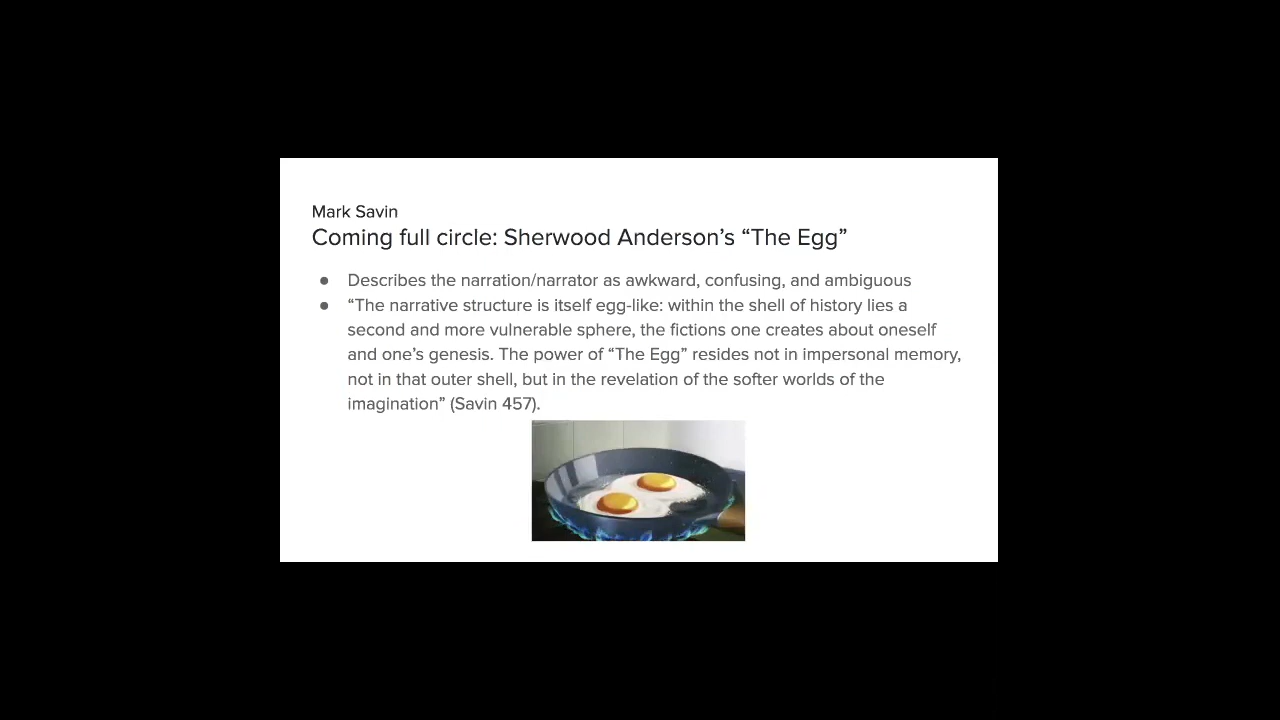 Mark Savin
Coming full circle: Sherwood Anderson’s “The Egg”
● Describes the narration/narrator as awkward, confusing, and ambiguous
● “The narrative structure is itself egg-like: within the shell of history lies a
second and more vulnerable sphere, the fictions one creates about oneself
and one’s genesis. The power of “The Egg” resides not in impersonal memory,
not in that outer shell, but in the revelation of the softer worlds of the
imagination” (Savin 457).